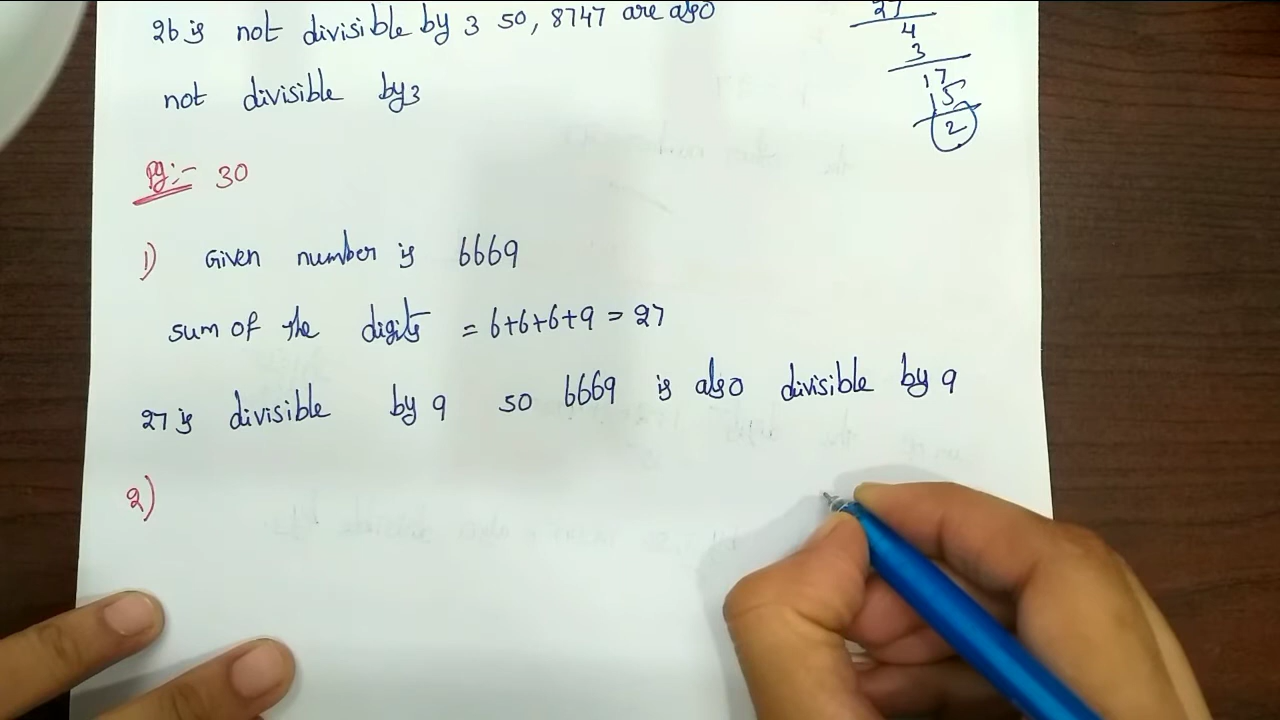 26 is not divisible by 3 so, 8747 are also
not divisible by 3
27
4
3
17
15
2
Pg:- 30
1) Given number is 6669
sum of the digits = 6+6+6+9 = 27
27 is divisible by 9 so 6669 is also divisible by 9
2)